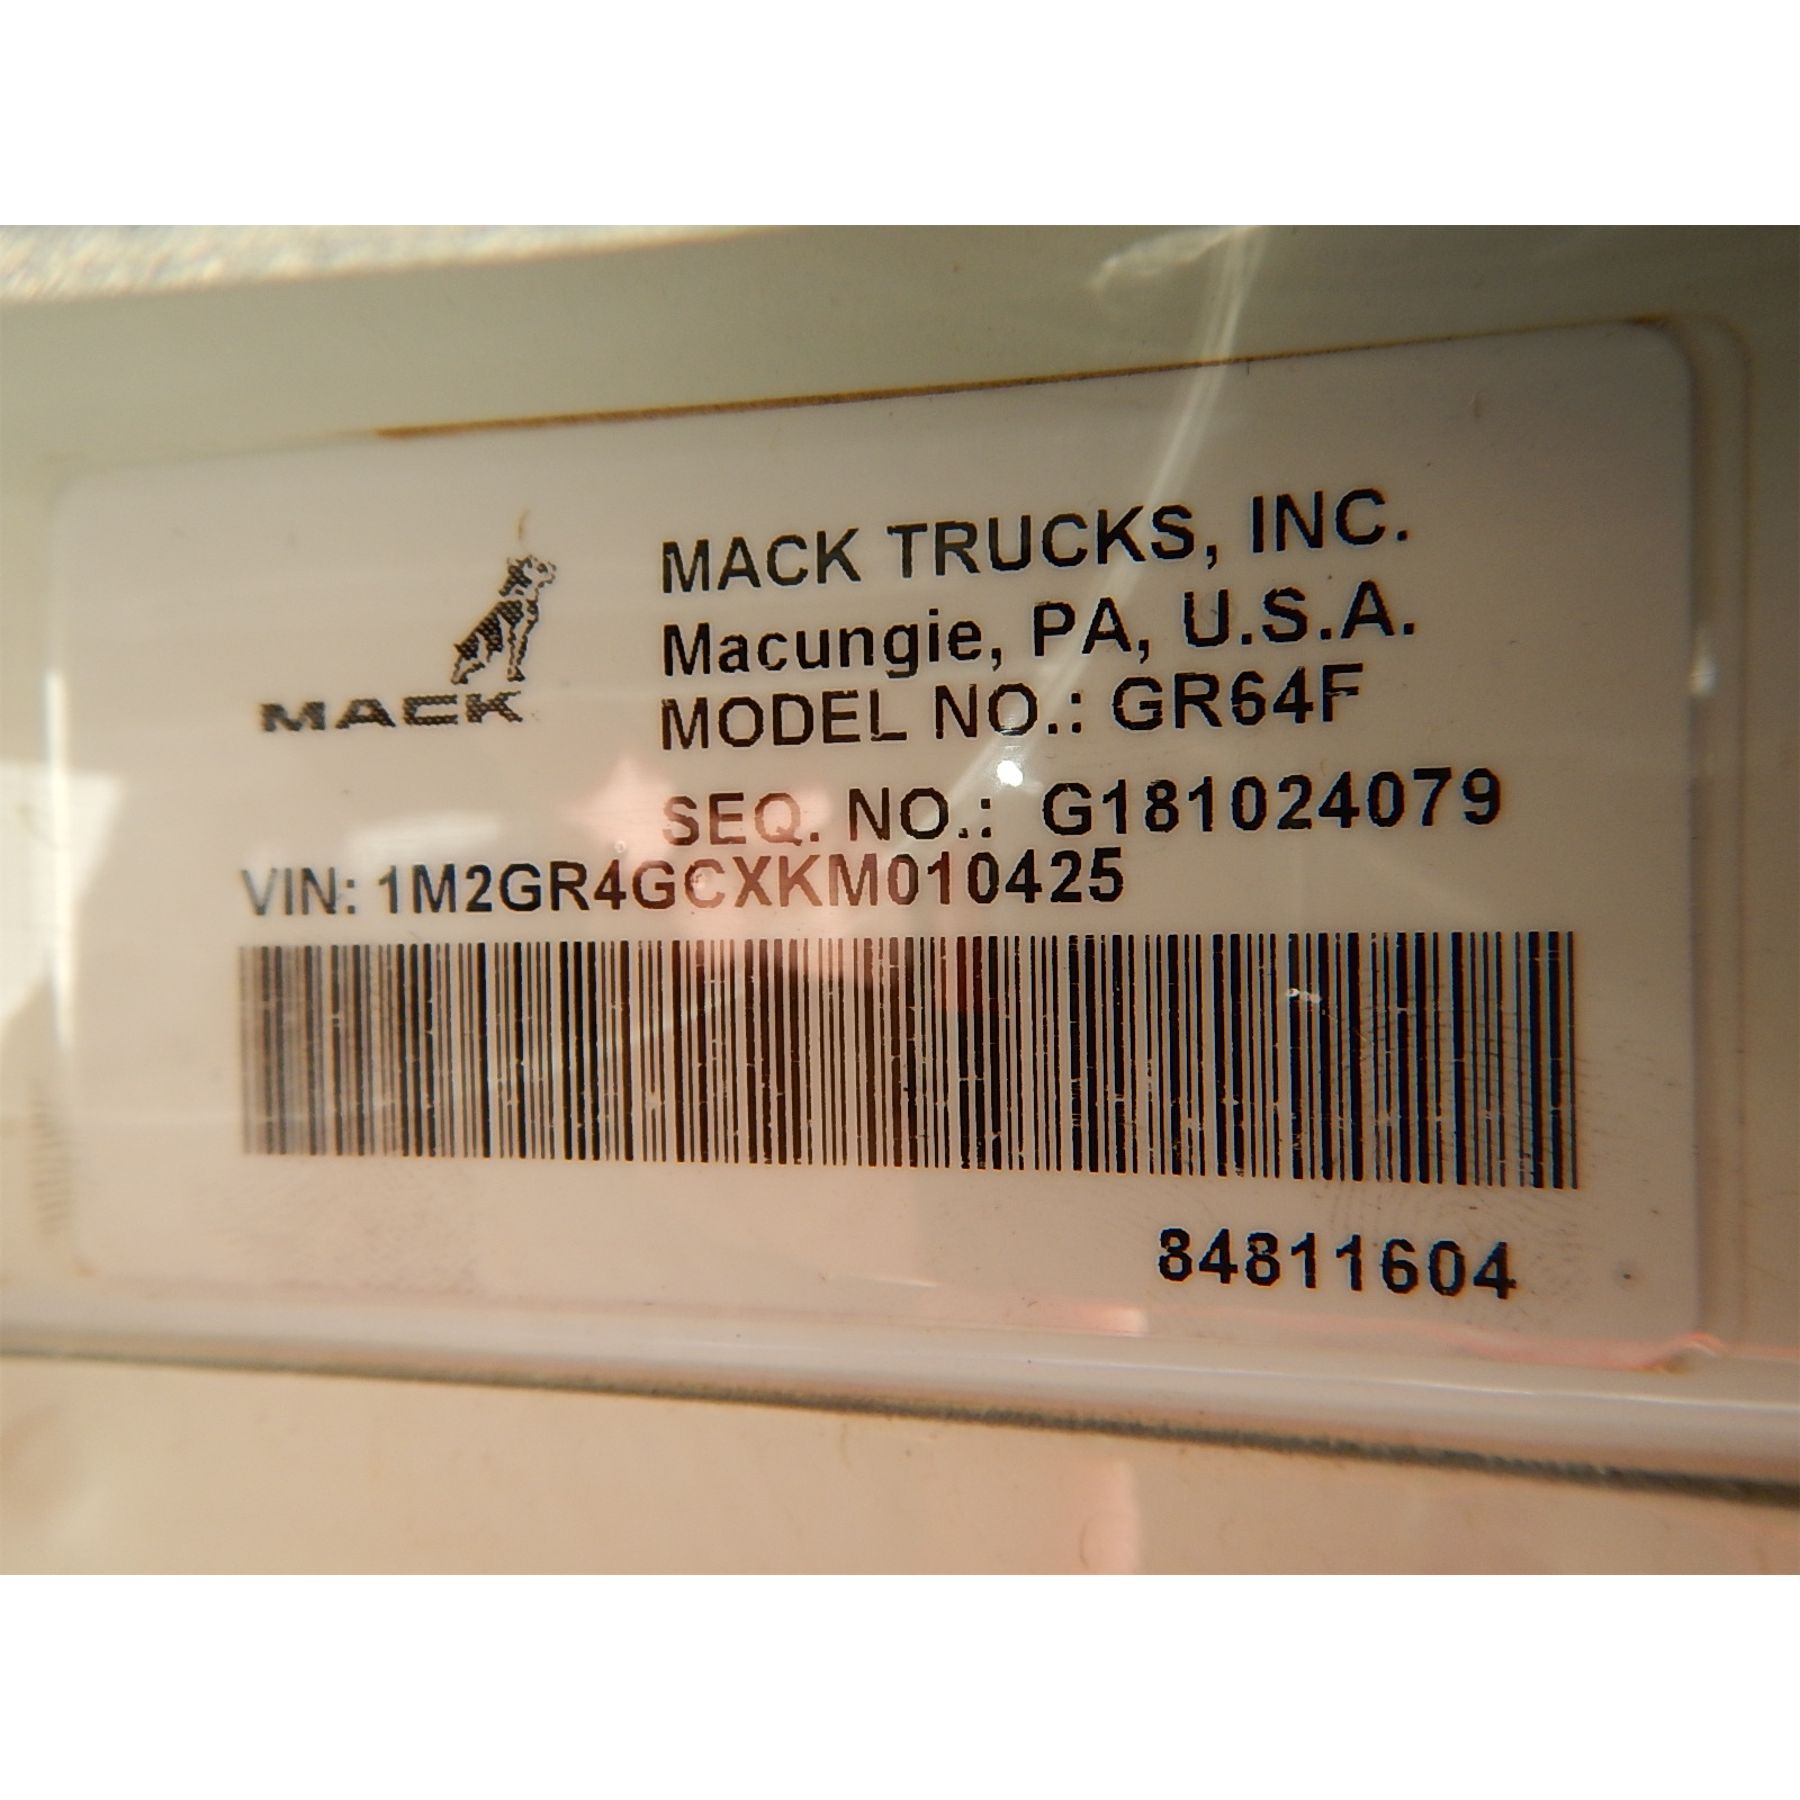 MACK
MACK TRUCKS, INC.
Macungie, PA, U.S.A.
MODEL NO.: GR64F
SEQ. NO.: G181024079
VIN: 1M2GR4GCXKM010425
84811604